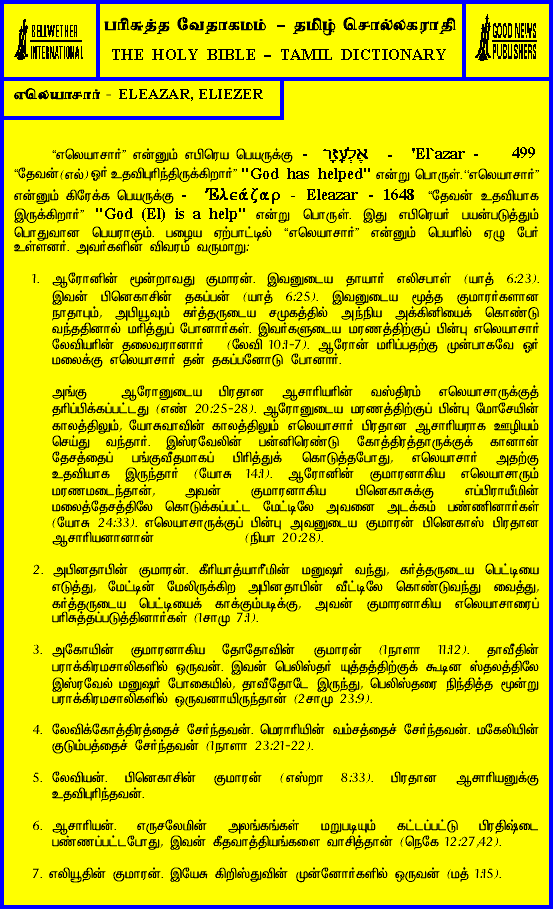 BELLWETHER
INTERNATIONAL
பரிசுத்த வேதாகமம் – தமிழ் சொல்லகராதி
THE HOLY BIBLE – TAMIL DICTIONARY
GOOD NEWS
PUBLISHERS
எலெயாசார் - ELEAZAR, ELIEZER
“எலெயாசார்” என்னும் எபிரெய பெயருக்கு - אֶלְעָזָר - 'El`azar - 499
“தேவன்(எல்) ஓர் உதவிபுரிந்திருக்கிறார்” "God has helped" என்று பொருள்.“எலெயாசார்”
என்னும் கிரேக்க பெயருக்கு - Ἐλεάζαρ - Eleazar - 1648 “தேவன் உதவியாக
இருக்கிறார்” "God (El) is a help" என்று பொருள். இது எபிரெயர் பயன்படுத்தும்
பொதுவான பெயராகும். பழைய ஏற்பாட்டில் “எலெயாசார்” என்னும் பெயரில் ஏழு பேர்
உள்ளனர். அவர்களின் விவரம் வருமாறு:
1. ஆரோனின் மூன்றாவது குமாரன். இவனுடைய தாயார் எலிசபாள் (யாத் 6:23).
இவன் பினெகாசின் தகப்பன் (யாத் 6:25). இவனுடைய மூத்த குமாரர்களான
நாதாபும், அபியூவும் கர்த்தருடைய சமுகத்தில் அந்நிய அக்கினியைக் கொண்டு
வந்ததினால் மரித்துப் போனார்கள். இவர்களுடைய மரணத்திற்குப் பின்பு எலெயாசார்
லேவியரின் தலைவரானார் (லேவி 10:1-7). ஆரோன் மரிப்பதற்கு முன்பாகவே ஓர்
மலைக்கு எலெயாசார் தன் தகப்பனோடு போனார்.
அங்கு ஆரோனுடைய பிரதான ஆசாரியரின் வஸ்திரம் எலெயாசாருக்குத்
தரிப்பிக்கப்பட்டது (எண் 20:25-28). ஆரோனுடைய மரணத்திற்குப் பின்பு மோசேயின்
காலத்திலும், யோசுவாவின் காலத்திலும் எலெயாசார் பிரதான ஆசாரியராக ஊழியம்
செய்து வந்தார். இஸ்ரவேலின் பன்னிரெண்டு கோத்திரத்தாருக்குக் கானான்
தேசத்தைப் பங்குவீதமாகப் பிரித்துக் கொடுத்தபோது, எலெயாசார் அதற்கு
உதவியாக இருந்தார் (யோசு 14:1). ஆரோனின் குமாரனாகிய எலெயாசாரும்
மரணமடைந்தான், அவன் குமாரனாகிய பினெகாசுக்கு எப்பிராயீமின்
மலைத்தேசத்திலே கொடுக்கப்பட்ட மேட்டிலே அவனை அடக்கம் பண்ணினார்கள்
(யோசு 24:33). எலெயாசாருக்குப் பின்பு அவனுடைய குமாரன் பினெகாஸ் பிரதான
ஆசாரியனானான் (நியா 20:28).
2. அபினதாபின் குமாரன். கீரியாத்யாரீமின் மனுஷர் வந்து, கர்த்தருடைய பெட்டியை
எடுத்து, மேட்டின் மேலிருக்கிற அபினதாபின் வீட்டிலே கொண்டுவந்து வைத்து,
கர்த்தருடைய பெட்டியைக் காக்கும்படிக்கு, அவன் குமாரனாகிய எலெயாசாரைப்
பரிசுத்தப்படுத்தினார்கள் (1சாமு 7:1).
3. அகோயின் குமாரனாகிய தோதோவின் குமாரன் (1நாளா 11:12). தாவீதின்
பராக்கிரமசாலிகளில் ஒருவன். இவன் பெலிஸ்தர் யுத்தத்திற்குக் கூடின ஸ்தலத்திலே
இஸ்ரவேல் மனுஷர் போகையில், தாவீதோடே இருந்து, பெலிஸ்தரை நிந்தித்த மூன்று
பராக்கிரமசாலிகளில் ஒருவனாயிருந்தான் (2சாமு 23:9).
4. லேவிக்கோத்திரத்தைச் சேர்ந்தவன். மெராரியின் வம்சத்தைச் சேர்ந்தவன். மகேலியின்
குடும்பத்தைச் சேர்ந்தவன் (1நாளா 23:21-22).
5. லேவியன். பினெகாசின் குமாரன் (எஸ்றா 8:33). பிரதான ஆசாரியனுக்கு
உதவிபுரிந்தவன்.
6. ஆசாரியன். எருசலேமின் அலங்கங்கள் மறுபடியும் கட்டப்பட்டு பிரதிஷ்டை
பண்ணப்பட்டபோது, இவன் கீதவாத்தியங்களை வாசித்தான் (நெகே 12:27,42).
7. எலியூதின் குமாரன். இயேசு கிறிஸ்துவின் முன்னோர்களில் ஒருவன் (மத் 1:15).